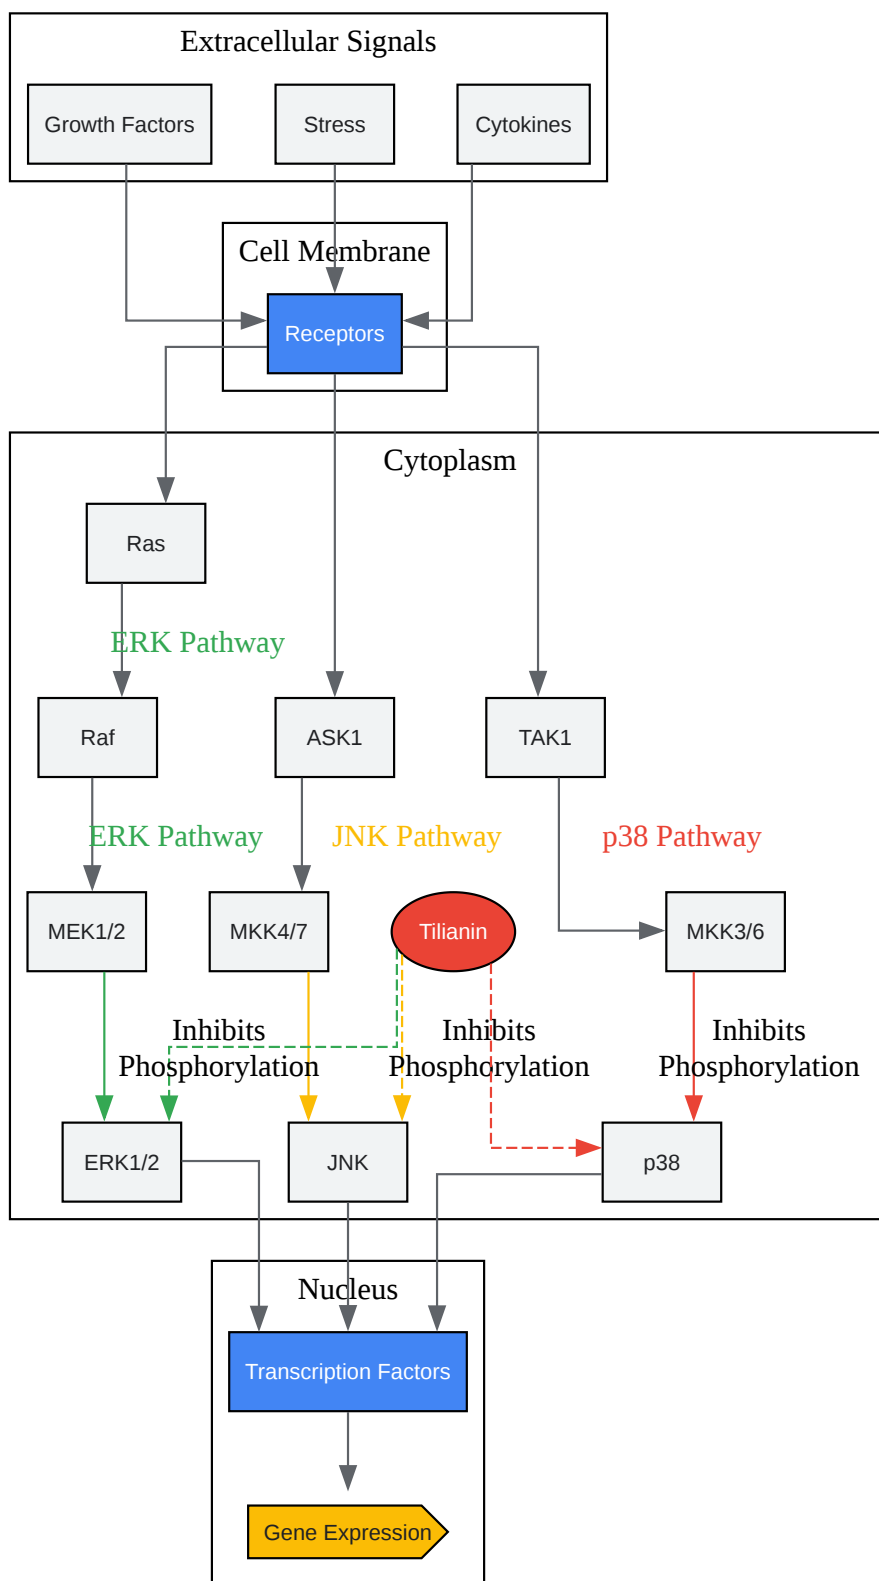 Extracellular Signals
Growth Factors
Stress
Cytokines
Cell Membrane
Receptors
Cytoplasm
Ras
ERK Pathway
Raf
ASK1
TAK1
ERK Pathway
JNK Pathway
p38 Pathway
MEK1/2
MKK4/7
Tilianin
MKK3/6
Inhibits
Phosphorylation
Inhibits
Phosphorylation
Inhibits
Phosphorylation
ERK1/2
JNK
p38
Nucleus
Transcription Factors
Gene Expression